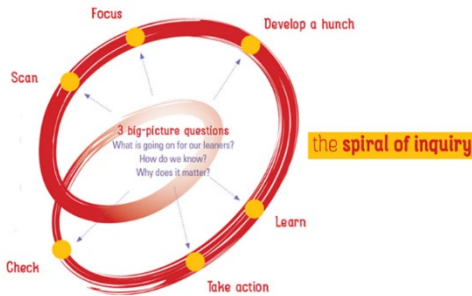 Focus
Develop a hunch
Scan
3 big-picture questions
What is going on for our leaners?
How do we know?
Why does it matter?
the spiral of inquiry
Learn
Check
Take action